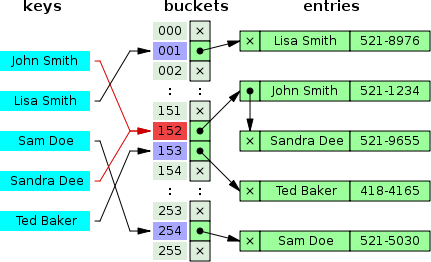 keys buckets entries
000 ×
001 × Lisa Smith 521-8976
002 ×
John Smith
: :
Lisa Smith × John Smith 521-1234
151 ×
152
Sam Doe × Sandra Dee 521-9655
153
154 ×
Sandra Dee
: : × Ted Baker 418-4165
253 ×
Ted Baker
254 × Sam Doe 521-5030
255 ×